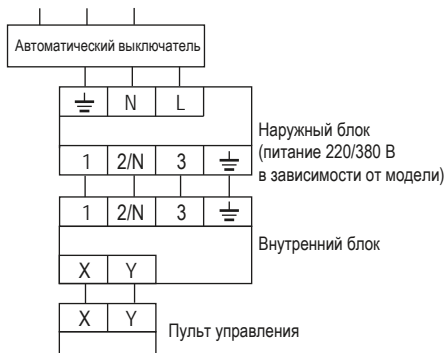 Автоматический выключатель
⏚ N L
Наружный блок
(питание 220/380 В
в зависимости от модели)
1 2/N 3 ⏚
1 2/N 3 ⏚
Внутренний блок
X Y
X Y
Пульт управления